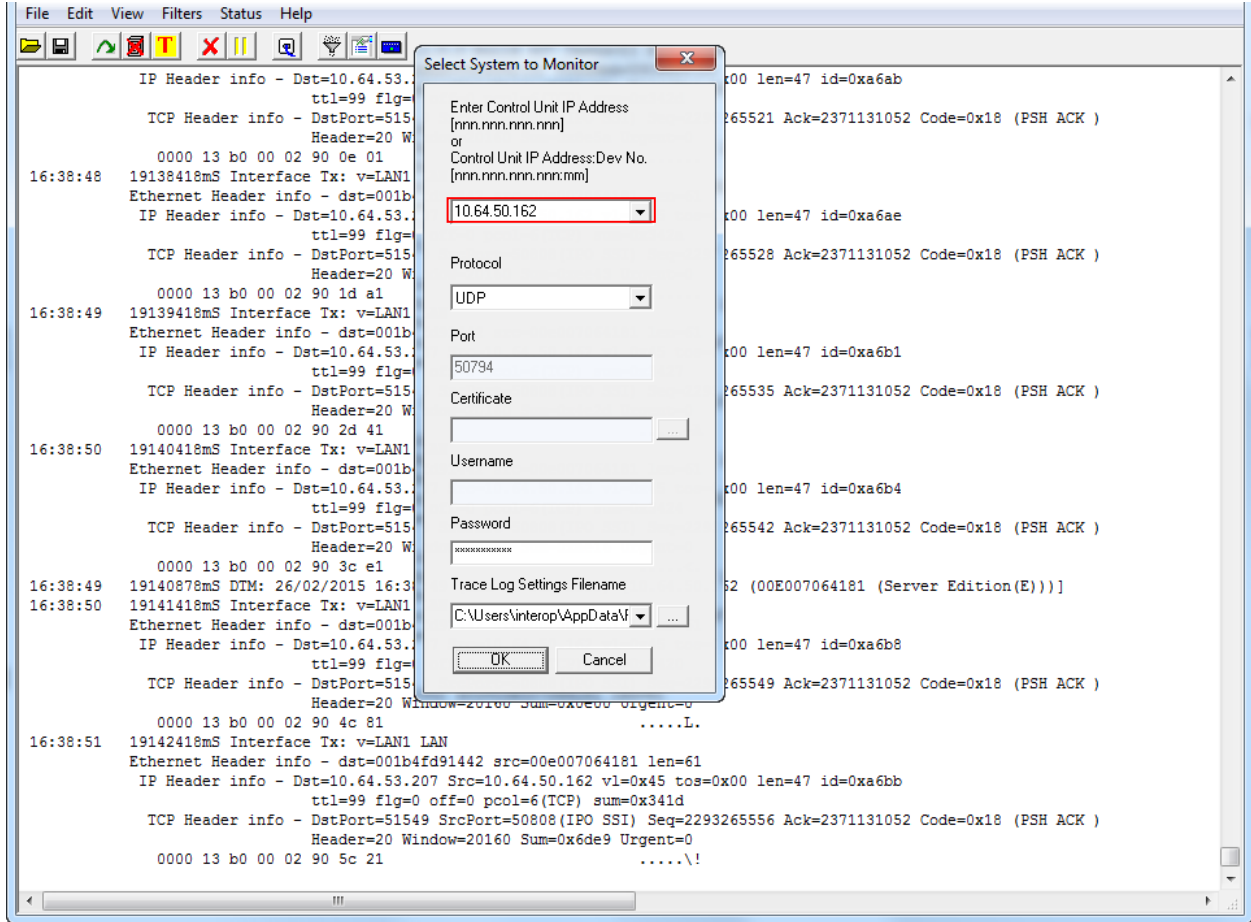 File Edit View Filters Status Help
T
Select System to Monitor
IP Header info - Dst=10.64.53. x00 len=47 id=0xa6ab
ttl=99 flg=
TCP Header info - DstPort=515 265521 Ack=2371131052 Code=0x18 (PSH ACK )
Header=20 W
0000 13 b0 00 02 90 0e 01
16:38:48 19138418mS Interface Tx: v=LAN1
Ethernet Header info - dst=001b
IP Header info - Dst=10.64.53. x00 len=47 id=0xa6ae
ttl=99 flg=
TCP Header info - DstPort=515 265528 Ack=2371131052 Code=0x18 (PSH ACK )
Header=20 W
0000 13 b0 00 02 90 1d a1
16:38:49 19139418mS Interface Tx: v=LAN1
Ethernet Header info - dst=001b
IP Header info - Dst=10.64.53. x00 len=47 id=0xa6b1
ttl=99 flg=
TCP Header info - DstPort=515 265535 Ack=2371131052 Code=0x18 (PSH ACK )
Header=20 W
0000 13 b0 00 02 90 2d 41
16:38:50 19140418mS Interface Tx: v=LAN1
Ethernet Header info - dst=001b
IP Header info - Dst=10.64.53. x00 len=47 id=0xa6b4
ttl=99 flg=
TCP Header info - DstPort=515 265542 Ack=2371131052 Code=0x18 (PSH ACK )
Header=20 W
0000 13 b0 00 02 90 3c e1
16:38:49 19140878mS DTM: 26/02/2015 16:3 52 (00E007064181 (Server Edition(E)))]
16:38:50 19141418mS Interface Tx: v=LAN1
Ethernet Header info - dst=001b
IP Header info - Dst=10.64.53. x00 len=47 id=0xa6b8
ttl=99 flg=
TCP Header info - DstPort=515 265549 Ack=2371131052 Code=0x18 (PSH ACK )
Header=20 Window=20160 Sum=0x0e00 Urgent=0
0000 13 b0 00 02 90 4c 81 .....L.
16:38:51 19142418mS Interface Tx: v=LAN1 LAN
Ethernet Header info - dst=001b4fd91442 src=00e007064181 len=61
IP Header info - Dst=10.64.53.207 Src=10.64.50.162 vl=0x45 tos=0x00 len=47 id=0xa6bb
ttl=99 flg=0 off=0 pcol=6(TCP) sum=0x341d
TCP Header info - DstPort=51549 SrcPort=50808(IPO SSI) Seq=2293265556 Ack=2371131052 Code=0x18 (PSH ACK )
Header=20 Window=20160 Sum=0x6de9 Urgent=0
0000 13 b0 00 02 90 5c 21 .....\!
Enter Control Unit IP Address
[nnn.nnn.nnn.nnn]
or
Control Unit IP Address:Dev No.
[nnn.nnn.nnn.nnn:mm]
10.64.50.162
Protocol
UDP
Port
50794
Certificate
...
Username
Password
xxxxxxxxxxx
Trace Log Settings Filename
C:\Users\interop\AppData\F ...
OK Cancel